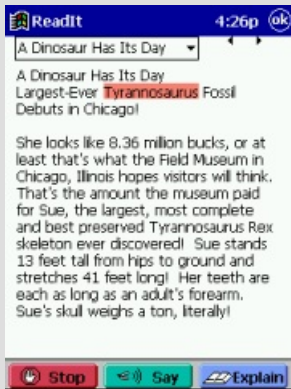 ReadIt 4:26p ok
A Dinosaur Has Its Day
A Dinosaur Has Its Day
Largest-Ever Tyrannosaurus Fossil
Debuts in Chicago!
She looks like 8.36 million bucks, or at
least that's what the Field Museum in
Chicago, Illinois hopes visitors will think.
That's the amount the museum paid
for Sue, the largest, most complete
and best preserved Tyrannosaurus Rex
skeleton ever discovered! Sue stands
13 feet tall from hips to ground and
stretches 41 feet long! Her teeth are
each as long as an adult's forearm.
Sue's skull weighs a ton, literally!
Stop Say Explain